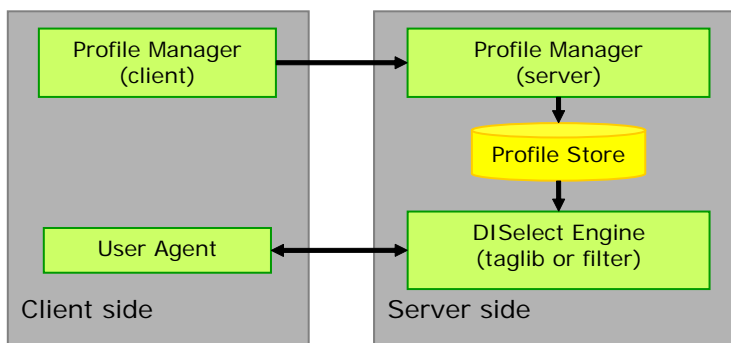 Profile Manager
(client)
Profile Manager
(server)
Profile Store
User Agent
DISelect Engine
(taglib or filter)
Client side
Server side